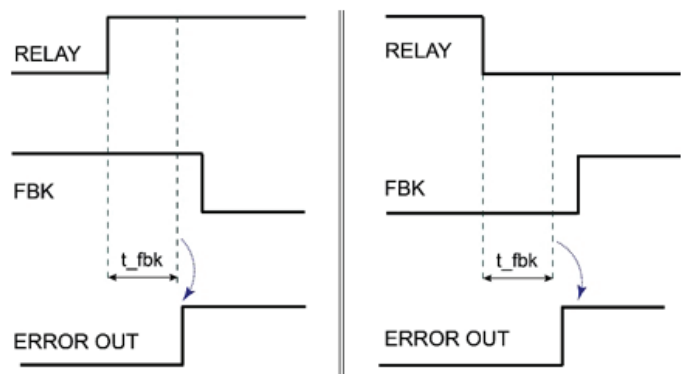 RELAY
FBK
t_fbk
ERROR OUT
RELAY
FBK
t_fbk
ERROR OUT